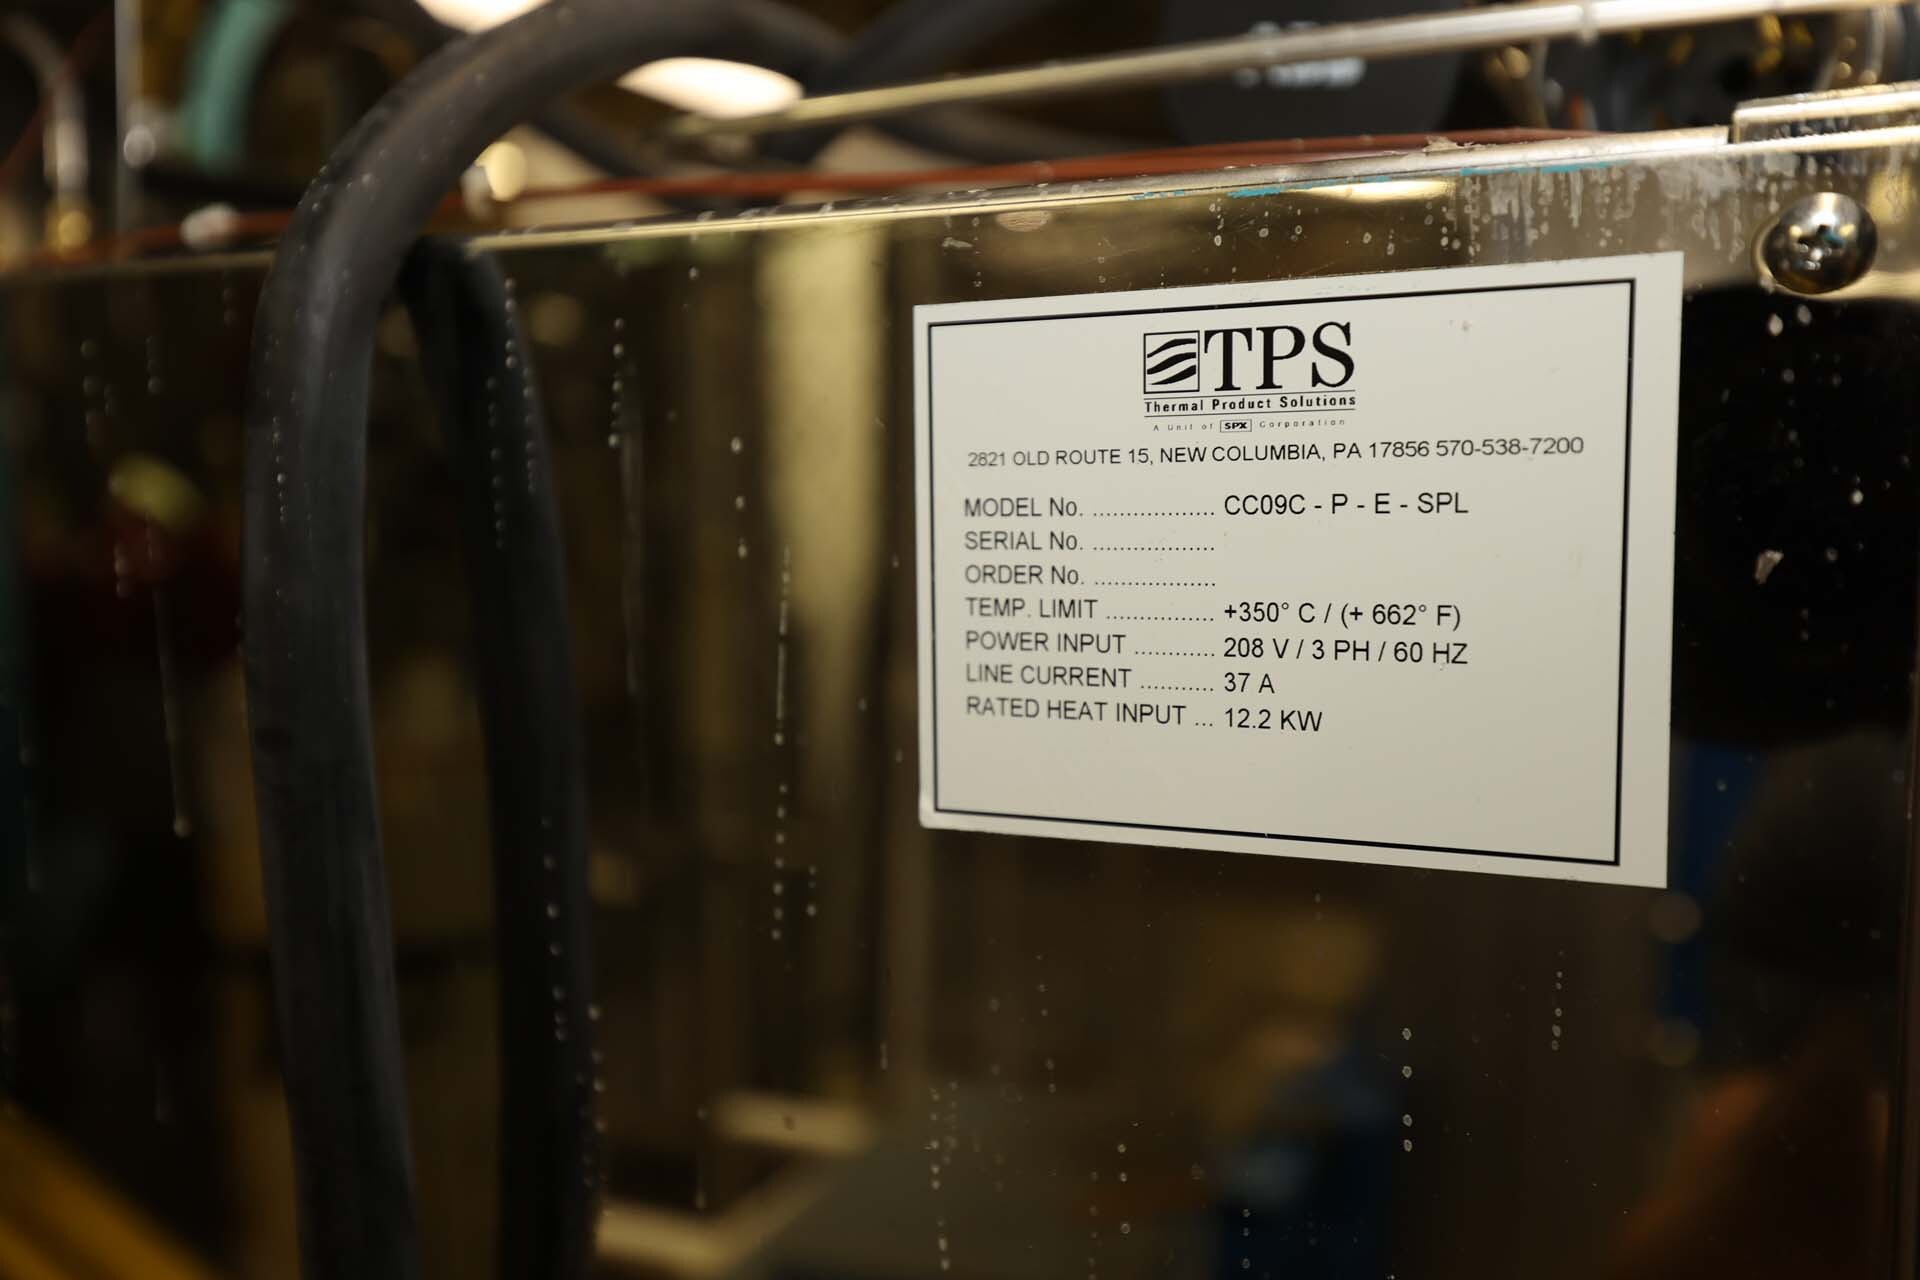 TPS
Thermal Product Solutions
A Unit of SPX Corporation
2821 OLD ROUTE 15, NEW COLUMBIA, PA 17856 570-538-7200
MODEL No. .................. CC09C - P - E - SPL
SERIAL No. ..................
ORDER No. ..................
TEMP. LIMIT ................ +350° C / (+ 662° F)
POWER INPUT ............ 208 V / 3 PH / 60 HZ
LINE CURRENT ........... 37 A
RATED HEAT INPUT ... 12.2 KW